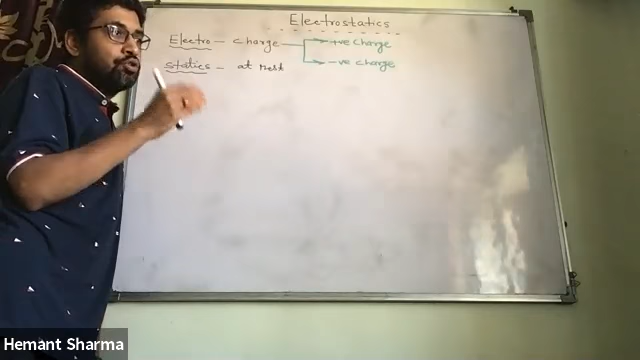 Electrostatics
Electro - charge +ve charge
-ve charge
Statics - at rest
Hemant Sharma